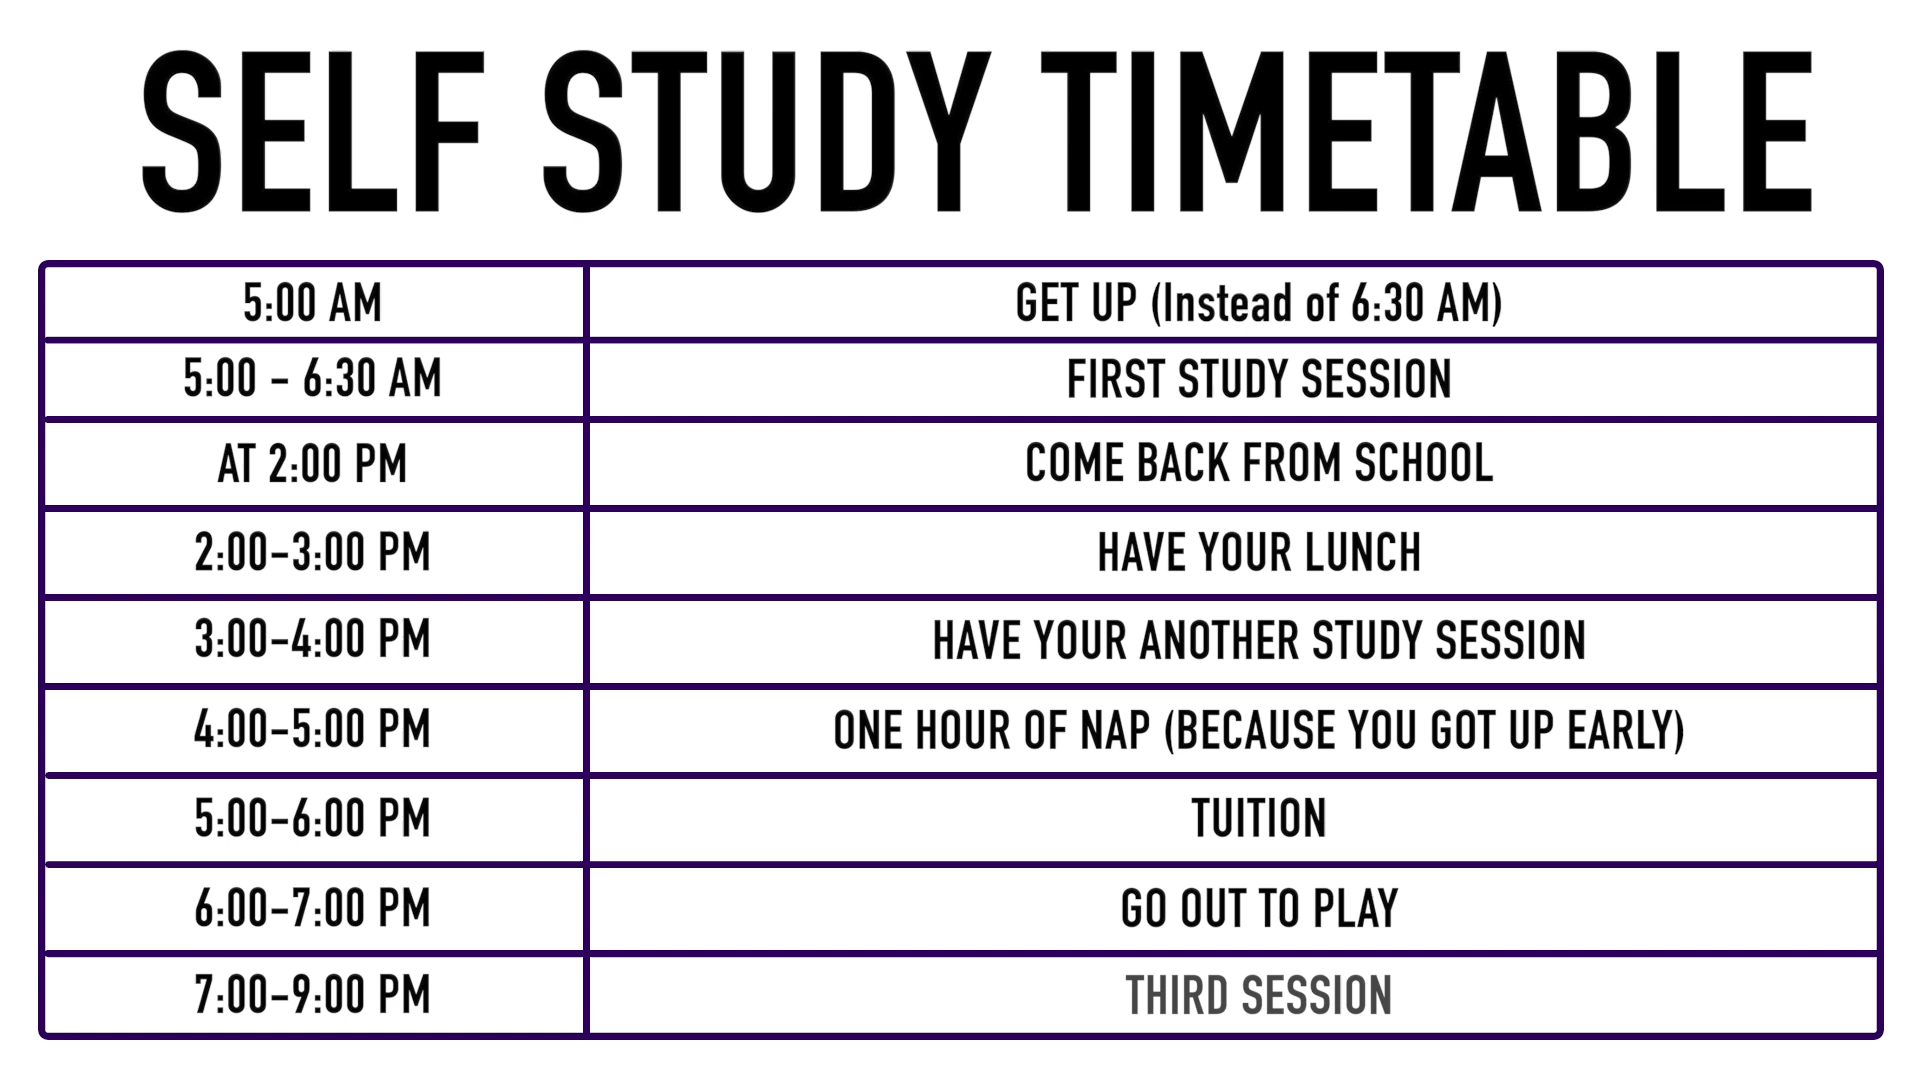 SELF STUDY TIMETABLE
5:00 AM GET UP (Instead of 6:30 AM)
5:00 - 6:30 AM FIRST STUDY SESSION
AT 2:00 PM COME BACK FROM SCHOOL
2:00-3:00 PM HAVE YOUR LUNCH
3:00-4:00 PM HAVE YOUR ANOTHER STUDY SESSION
4:00-5:00 PM ONE HOUR OF NAP (BECAUSE YOU GOT UP EARLY)
5:00-6:00 PM TUITION
6:00-7:00 PM GO OUT TO PLAY
7:00-9:00 PM THIRD SESSION